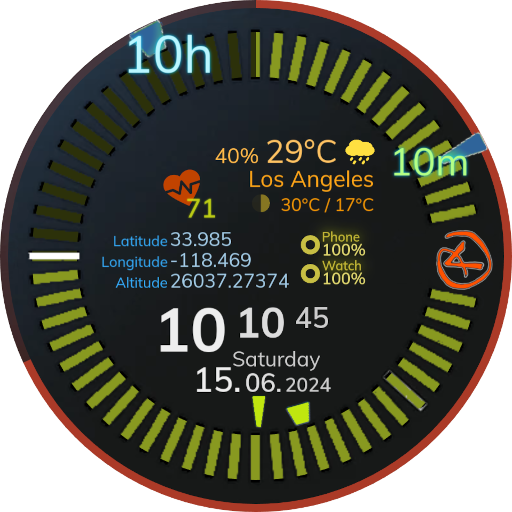 10h
40% 29°C
10m
Los Angeles
71
30°C / 17°C
Latitude 33.985
Longitude -118.469
Altitude 26037.27374
Phone
100%
Watch
100%
10 10 45
Saturday
15. 06. 2024